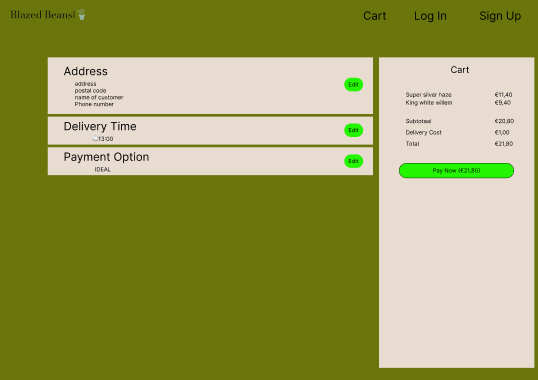 Blazed Beans!
Cart
Log In
Sign Up
Address
address
postal code
name of customer
Phone number
Edit
Delivery Time
13:00
Edit
Payment Option
IDEAL
Edit
Cart
Super silver haze €11,40
King white willem €9,40
Subtotaal €20,80
Delivery Cost €1,00
Total €21,80
Pay Now (€21,80)